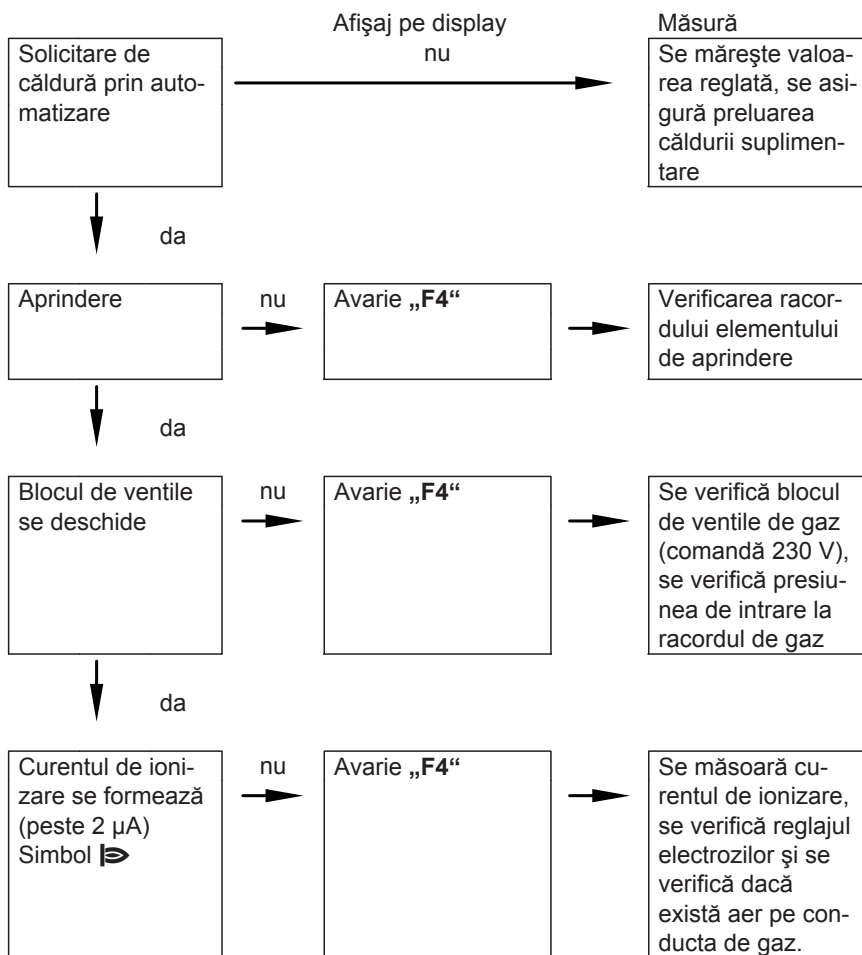 Afişaj pe display
Măsură
Solicitare de
căldură prin auto-
matizare
nu
Se măreşte valoa-
rea reglată, se asi-
gură preluarea
căldurii suplimen-
tare
da
Aprindere
nu
Avarie „F4“
Verificarea racor-
dului elementului
de aprindere
da
Blocul de ventile
se deschide
nu
Avarie „F4“
Se verifică blocul
de ventile de gaz
(comandă 230 V),
se verifică presiu-
nea de intrare la
racordul de gaz
da
Curentul de ioni-
zare se formează
(peste 2 µA)
Simbol
nu
Avarie „F4“
Se măsoară cu-
rentul de ionizare,
se verifică reglajul
electrozilor şi se
verifică dacă
există aer pe con-
ducta de gaz.